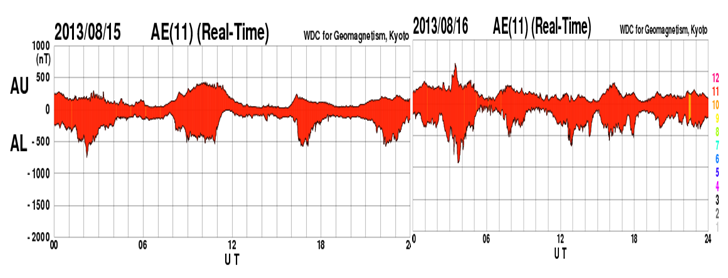 2013/08/15 AE(11) (Real-Time) WDC for Geomagnetism, Kyoto
1000
(nT)
500
AU
0
AL
- 500
- 1000
- 1500
- 2000
00 06 12 18 2
U T
2013/08/16 AE(11) (Real-Time) WDC for Geomagnetism, Kyoto
12
11
10
9
8
7
6
5
4
3
2
1
0 06 12 18 24
U T